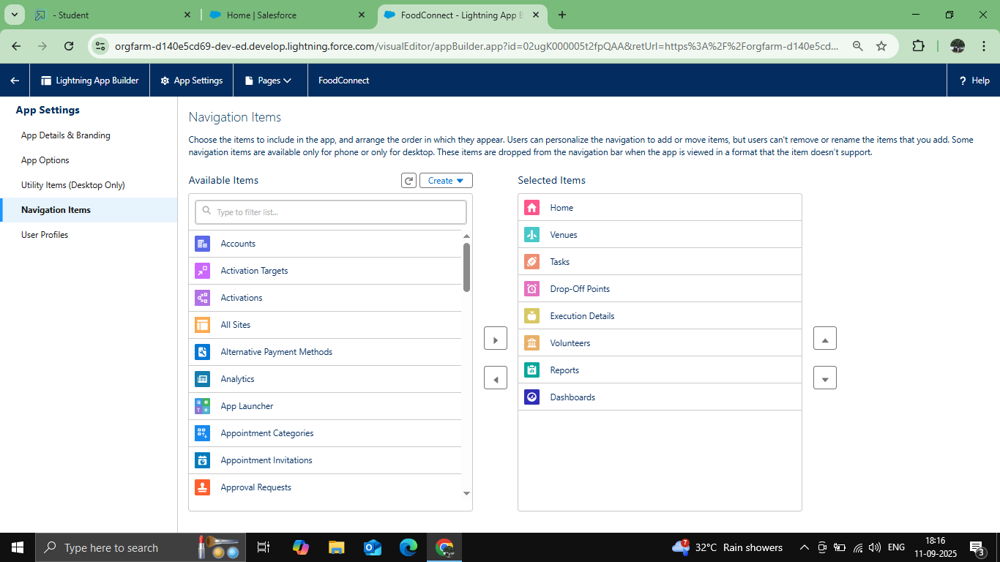 - Student
Home | Salesforce
FoodConnect - Lightning App B
orgfarm-d140e5cd69-dev-ed.develop.lightning.force.com/visualEditor/appBuilder.app?id=02ugK000005t2fpQAA&retUrl=https%3A%2F%2Forgfarm-d140e5cd...
Lightning App Builder
App Settings
Pages
FoodConnect
? Help
App Settings
App Details & Branding
App Options
Utility Items (Desktop Only)
Navigation Items
User Profiles
Navigation Items
Choose the items to include in the app, and arrange the order in which they appear. Users can personalize the navigation to add or move items, but users can't remove or rename the items that you add. Some
navigation items are available only for phone or only for desktop. These items are dropped from the navigation bar when the app is viewed in a format that the item doesn't support.
Available Items
Create
Type to filter list...
Accounts
Activation Targets
Activations
All Sites
Alternative Payment Methods
Analytics
App Launcher
Appointment Categories
Appointment Invitations
Approval Requests
Selected Items
Home
Venues
Tasks
Drop-Off Points
Execution Details
Volunteers
Reports
Dashboards
Type here to search
7
32°C Rain showers
ENG
18:16
11-09-2025
3